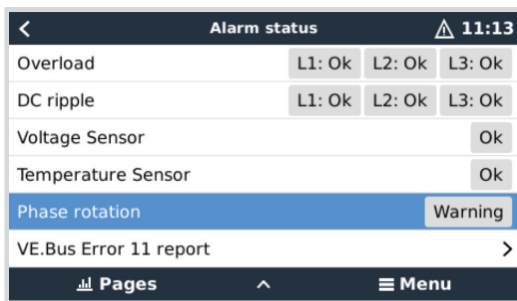 Alarm status 11:13
Overload L1: Ok L2: Ok L3: Ok
DC ripple L1: Ok L2: Ok L3: Ok
Voltage Sensor Ok
Temperature Sensor Ok
Phase rotation Warning
VE.Bus Error 11 report
Pages Menu